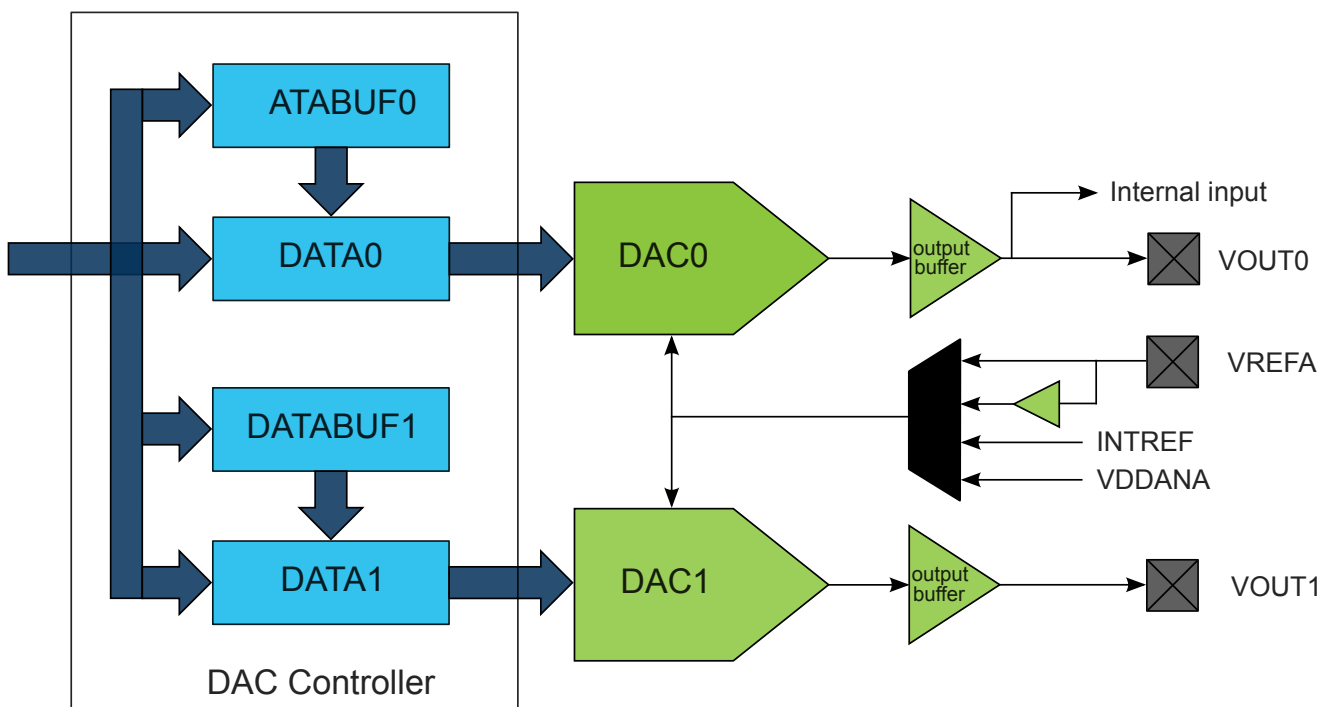 ATABUF0
DATA0
DATABUF1
DATA1
DAC Controller
DAC0
DAC1
output
buffer
Internal input
VOUT0
VREFA
INTREF
VDDANA
output
buffer
VOUT1